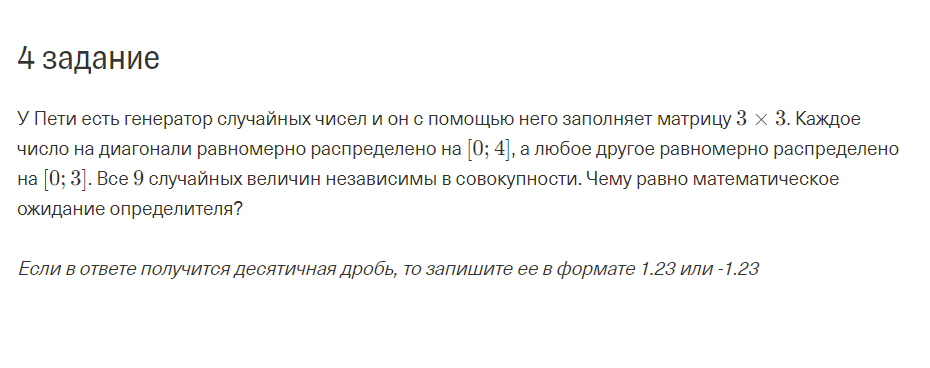 4 задание
У Пети есть генератор случайных чисел и он с помощью него заполняет матрицу 3 × 3. Каждое
число на диагонали равномерно распределено на [0; 4], а любое другое равномерно распределено
на [0; 3]. Все 9 случайных величин независимы в совокупности. Чему равно математическое
ожидание определителя?
Если в ответе получится десятичная дробь, то запишите ее в формате 1.23 или -1.23